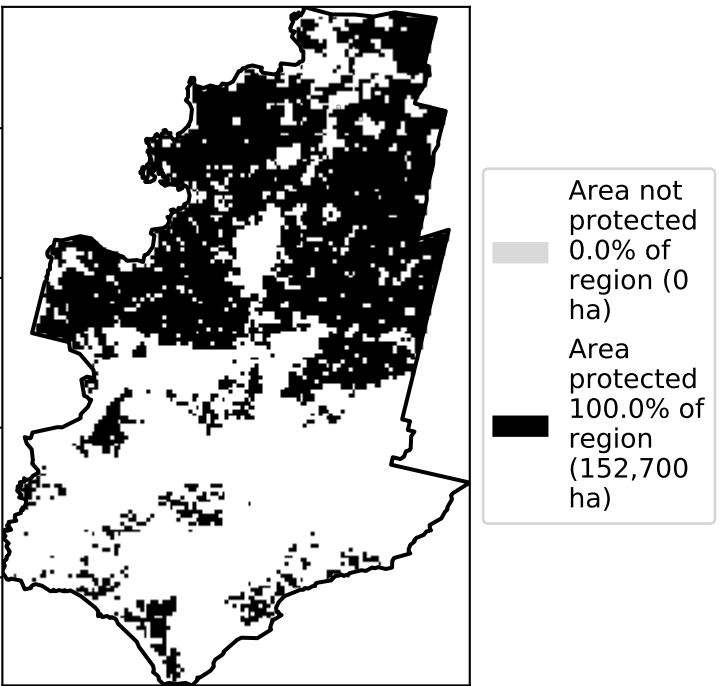 Area not
protected
0.0% of
region (0
ha)
Area
protected
100.0% of
region
(152,700
ha)